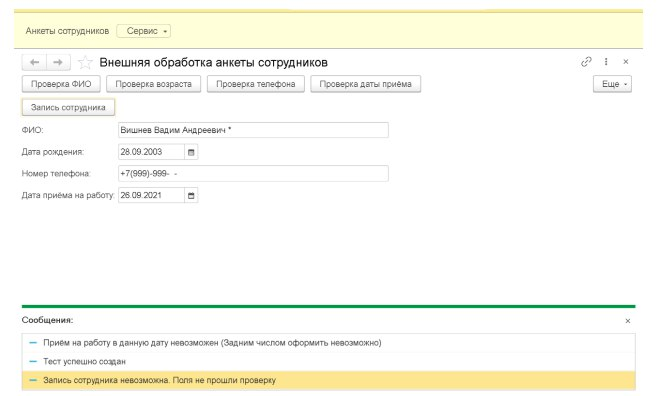 Анкеты сотрудников Сервис
Внешняя обработка анкеты сотрудников
Проверка ФИО Проверка возраста Проверка телефона Проверка даты приёма Еще
Запись сотрудника
ФИО: Вишнев Вадим Андреевич *
Дата рождения: 28.09.2003
Номер телефона: +7(999)-999- -
Дата приёма на работу: 26.09.2021
Сообщения:
Приём на работу в данную дату невозможен (Задним числом оформить невозможно)
Тест успешно создан
Запись сотрудника невозможна. Поля не прошли проверку